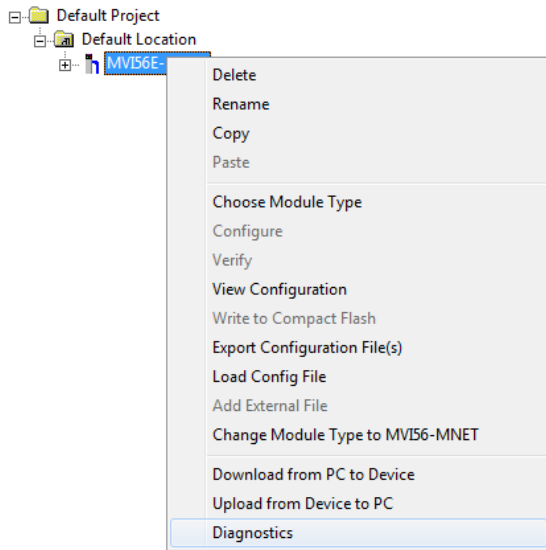 Default Project
Default Location
MVI56E-
Delete
Rename
Copy
Paste
Choose Module Type
Configure
Verify
View Configuration
Write to Compact Flash
Export Configuration File(s)
Load Config File
Add External File
Change Module Type to MVI56-MNET
Download from PC to Device
Upload from Device to PC
Diagnostics